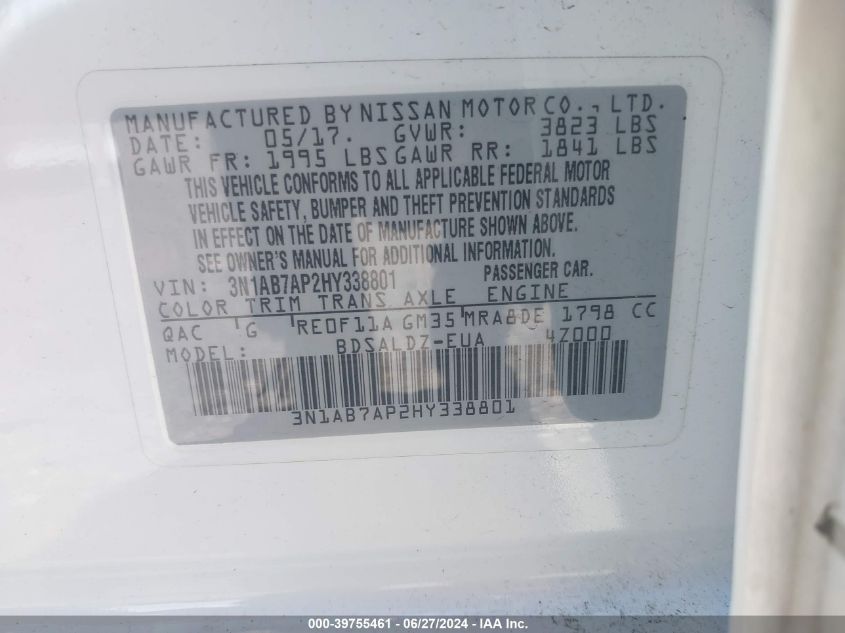 MANUFACTURED BY NISSAN MOTOR CO., LTD.
DATE: 05/17. GVWR: 3823 LBS
GAWR FR: 1995 LBS GAWR RR: 1841 LBS
THIS VEHICLE CONFORMS TO ALL APPLICABLE FEDERAL MOTOR
VEHICLE SAFETY, BUMPER AND THEFT PREVENTION STANDARDS
IN EFFECT ON THE DATE OF MANUFACTURE SHOWN ABOVE.
SEE OWNER'S MANUAL FOR ADDITIONAL INFORMATION.
VIN: 3N1AB7AP2HY338801 PASSENGER CAR.
COLOR TRIM TRANS AXLE ENGINE
QAC G RE0F11A GM35 MRA8DE 1798 CC
MODEL: BDSALDZ-EUA 4Z000
3N1AB7AP2HY338801
000-39755461 - 06/27/2024 - IAA Inc.